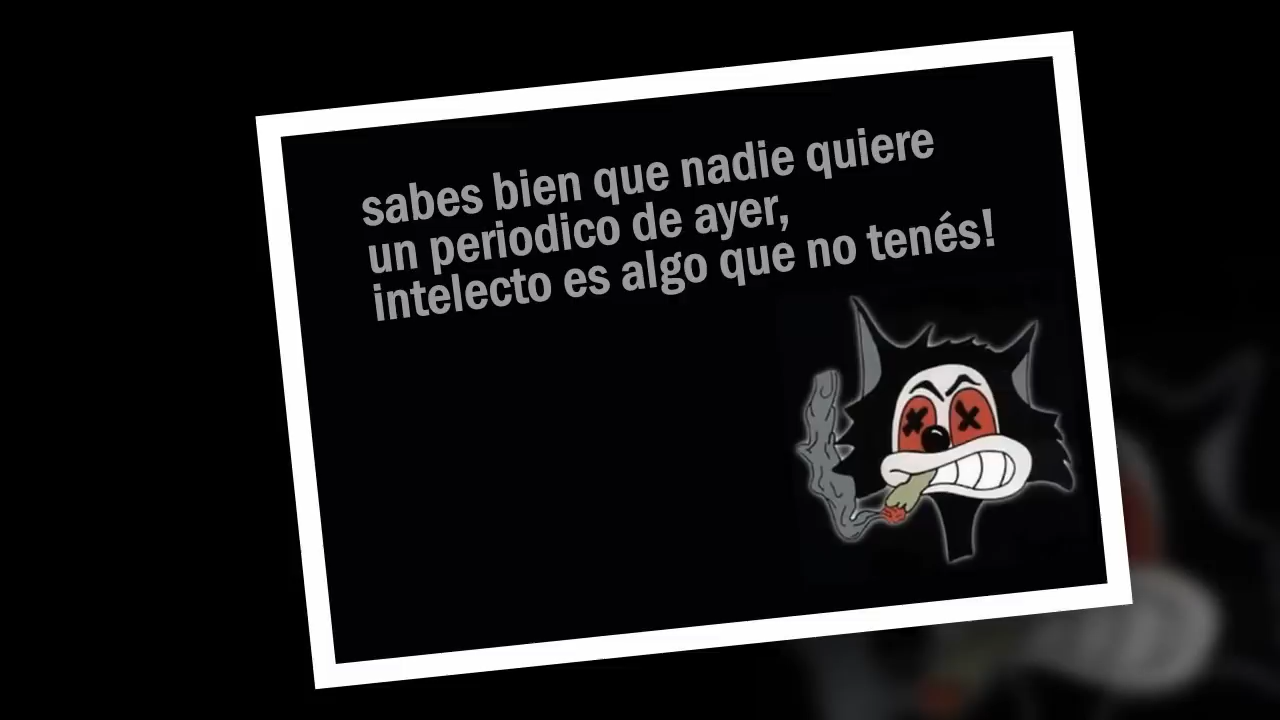 sabes bien que nadie quiere
un periodico de ayer,
intelecto es algo que no tenés!